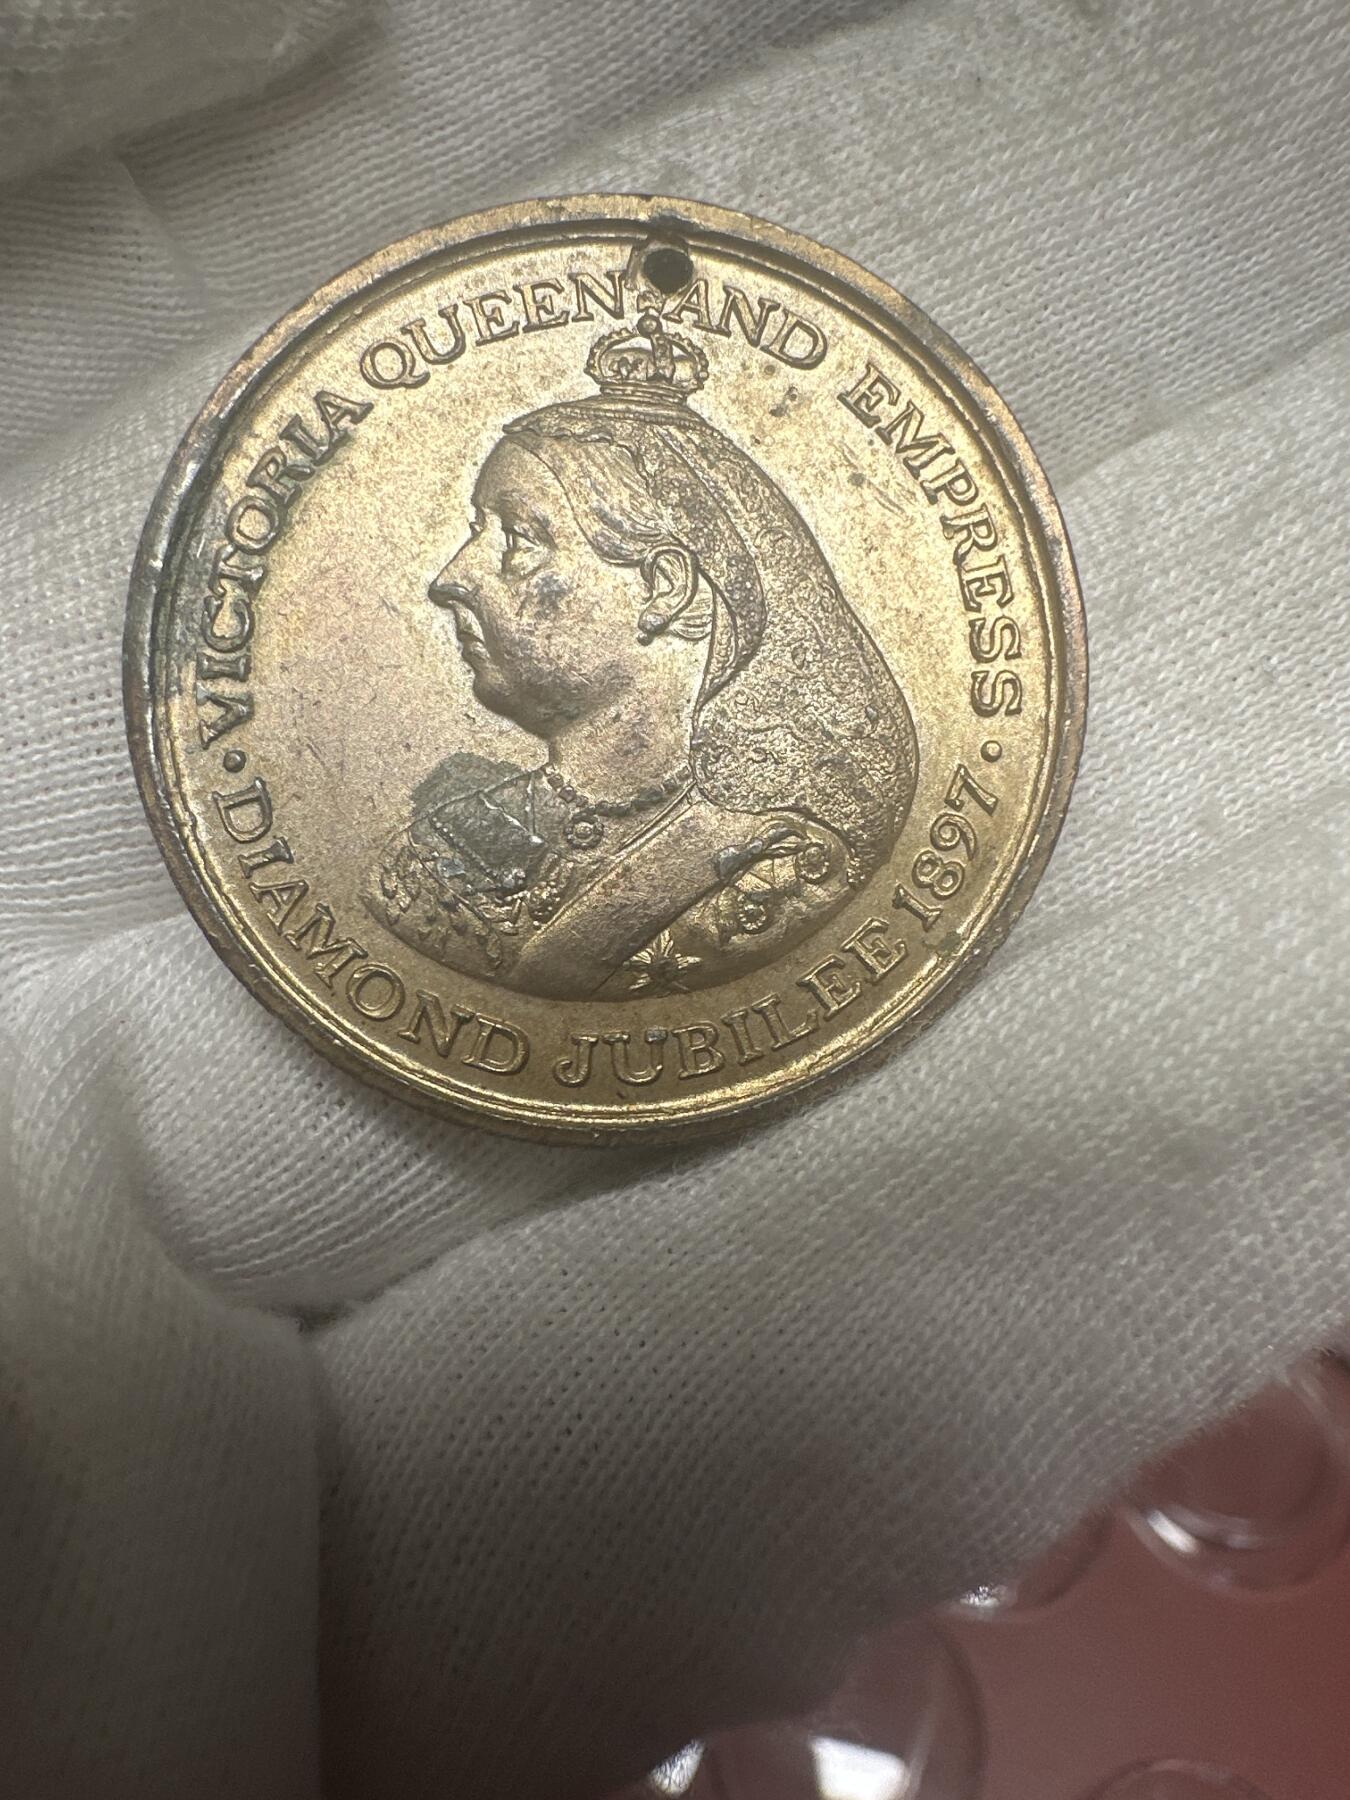 VICTORIA QUEEN AND EMPRESS
· DIAMOND JUBILEE 1897 ·